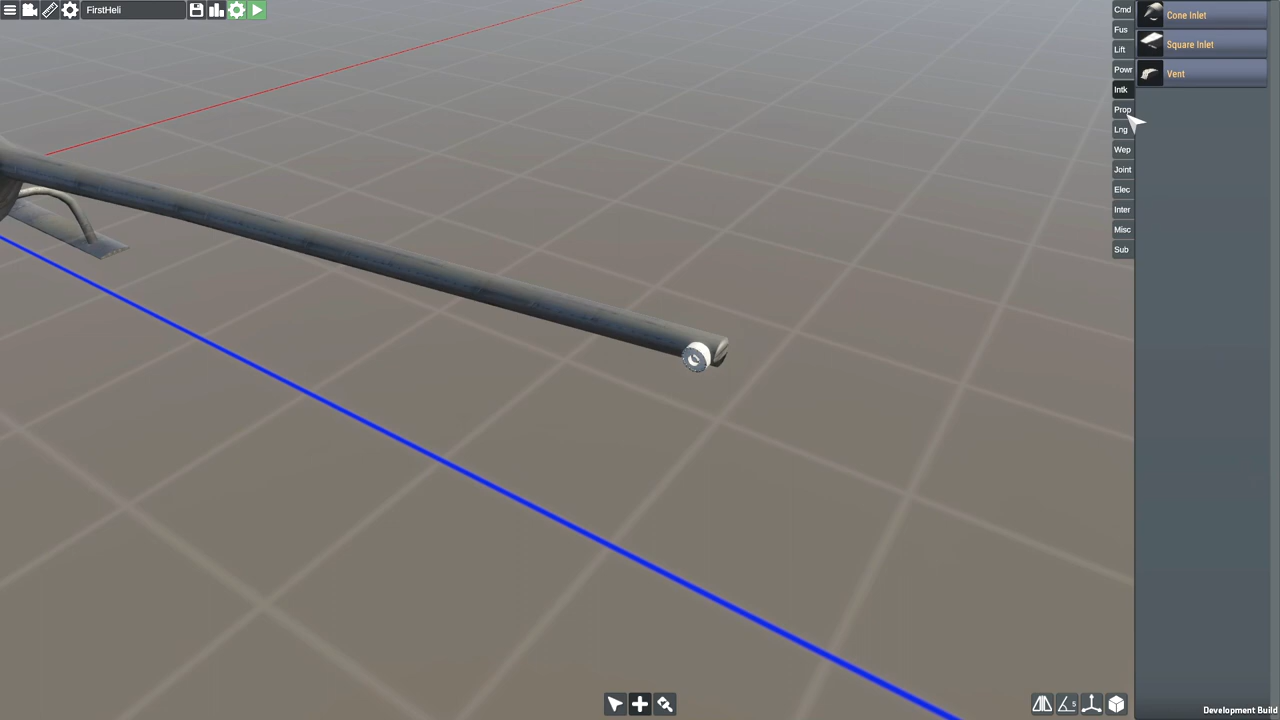 FirstHeli
Cmd
Fus
Lift
Powr
Intk
Prop
Lng
Wep
Joint
Elec
Inter
Misc
Sub
Cone Inlet
Square Inlet
Vent
5
Development Build